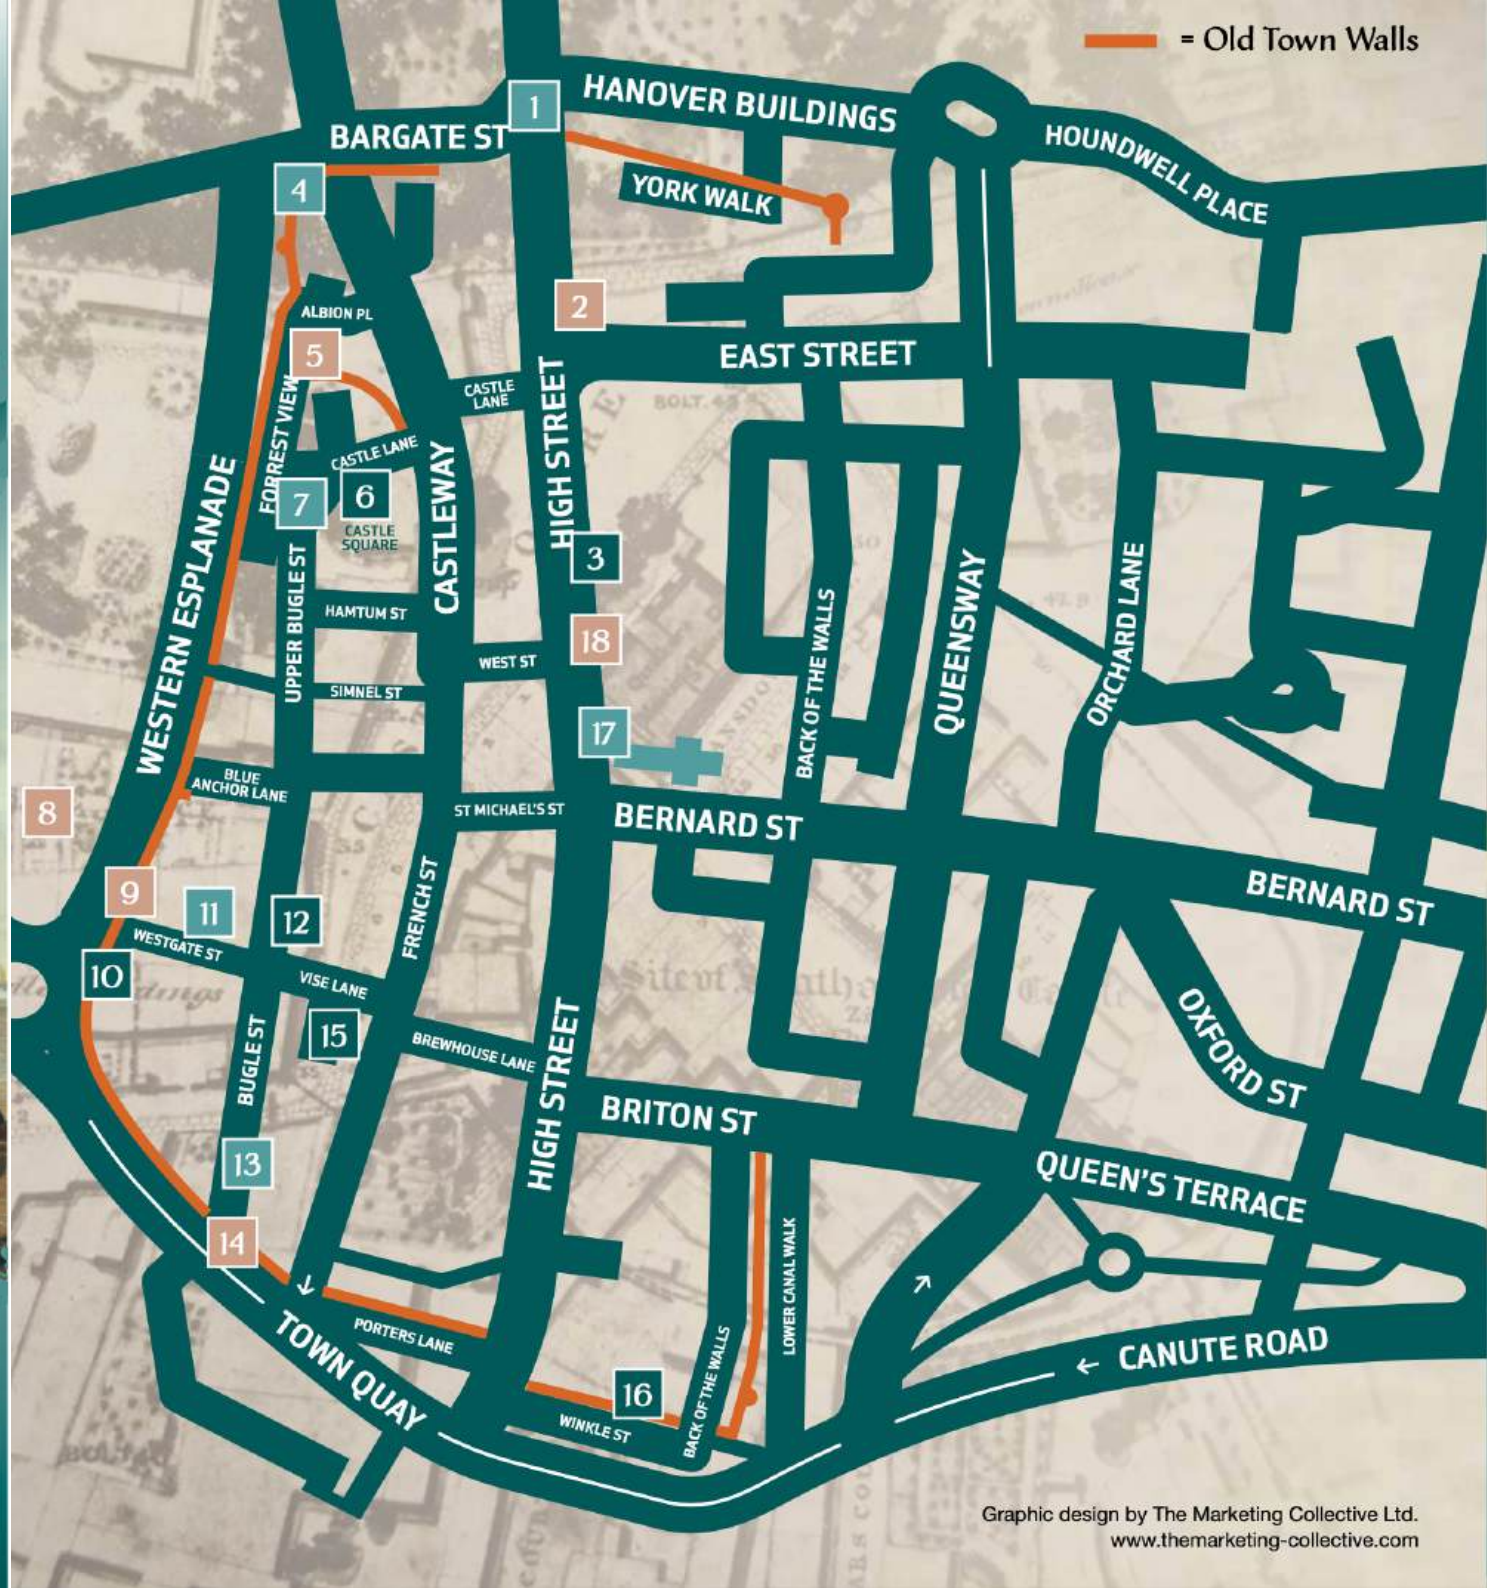 = Old Town Walls
1
HANOVER BUILDINGS
BARGATE ST
HOUNDWELL PLACE
4
YORK WALK
2
ALBION PL
5
EAST STREET
CASTLE
LANE
HIGH STREET
BOLT.
FORREST VIEW
CASTLE LANE
7
6
CASTLE
SQUARE
CASTLEWAY
WESTERN ESPLANADE
3
UPPER BUGLE ST
HAMTUM ST
18
WEST ST
SIMNEL ST
17
BACK OF THE WALLS
QUEENSWAY
ORCHARD LANE
BLUE
ANCHOR LANE
8
ST MICHAEL'S ST
BERNARD ST
BERNARD ST
9
11
12
FRENCH ST
WESTGATE ST
10
VISE LANE
Site of
15
BUGLE ST
BREWHOUSE LANE
HIGH STREET
OXFORD ST
BRITON ST
13
QUEEN'S TERRACE
14
LOWER CANAL WALK
PORTERS LANE
TOWN QUAY
← CANUTE ROAD
16
WINKLE ST
BACK OF THE WALLS
Graphic design by The Marketing Collective Ltd.
www.themarketing-collective.com